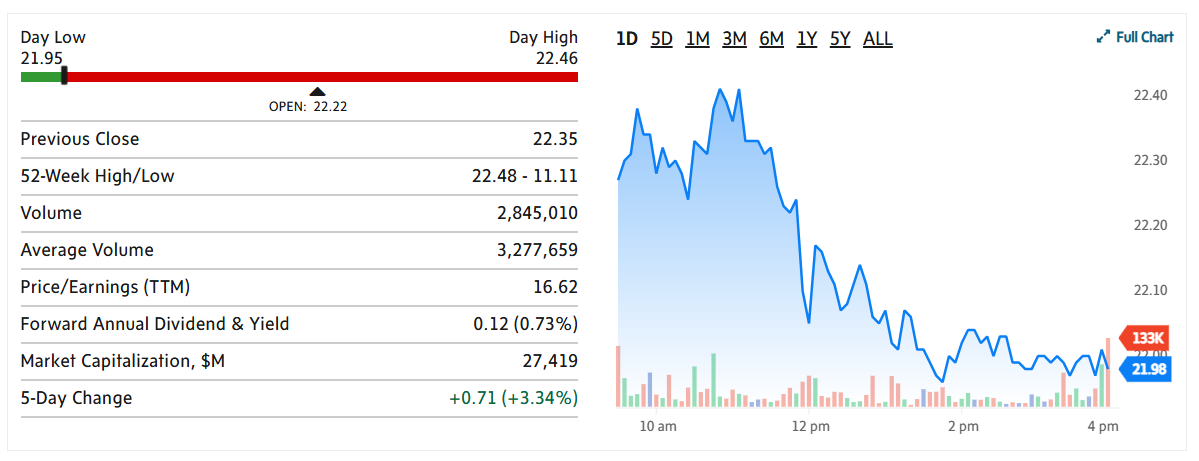 Day Low Day High
21.95 22.46
OPEN: 22.22
Previous Close 22.35
52-Week High/Low 22.48 - 11.11
Volume 2,845,010
Average Volume 3,277,659
Price/Earnings (TTM) 16.62
Forward Annual Dividend & Yield 0.12 (0.73%)
Market Capitalization, $M 27,419
5-Day Change +0.71 (+3.34%)
1D 5D 1M 3M 6M 1Y 5Y ALL Full Chart
22.40
22.30
22.20
22.10
133K
22.00
21.98
10 am 12 pm 2 pm 4 pm